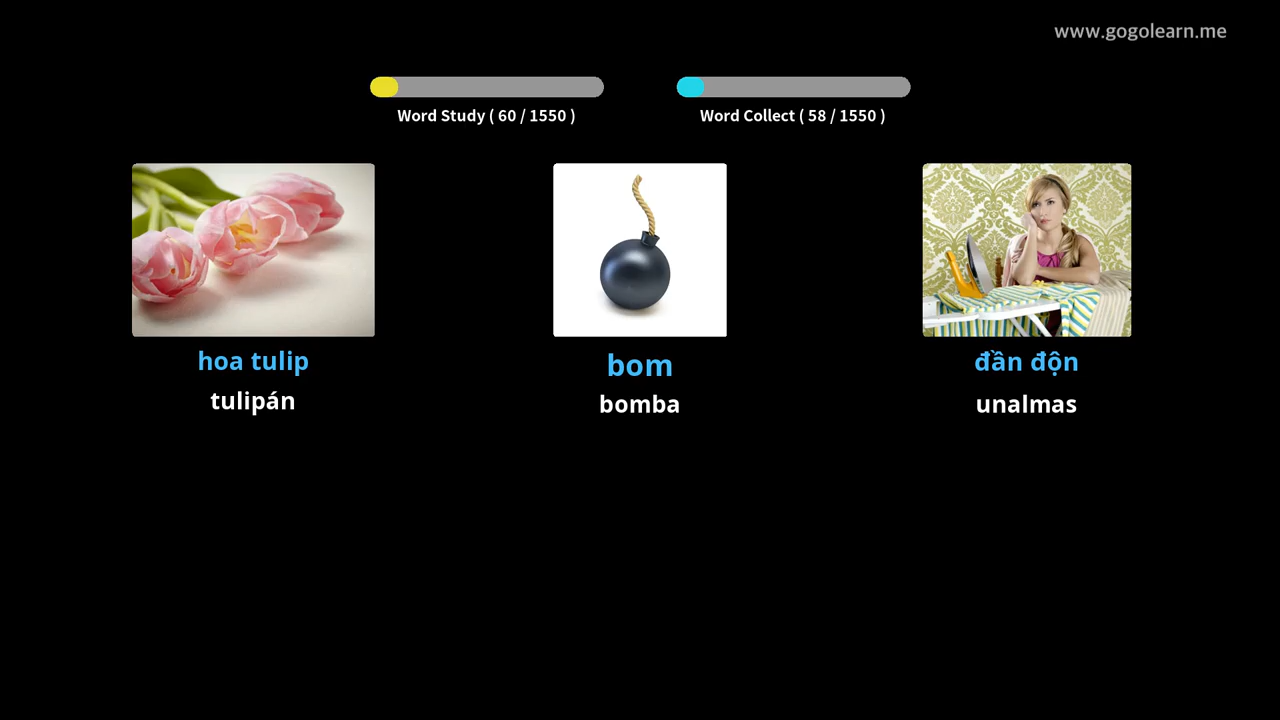 www.gogolearn.me
Word Study ( 60 / 1550 )
Word Collect ( 58 / 1550 )
hoa tulip
tulipán
bom
bomba
đần độn
unalmas